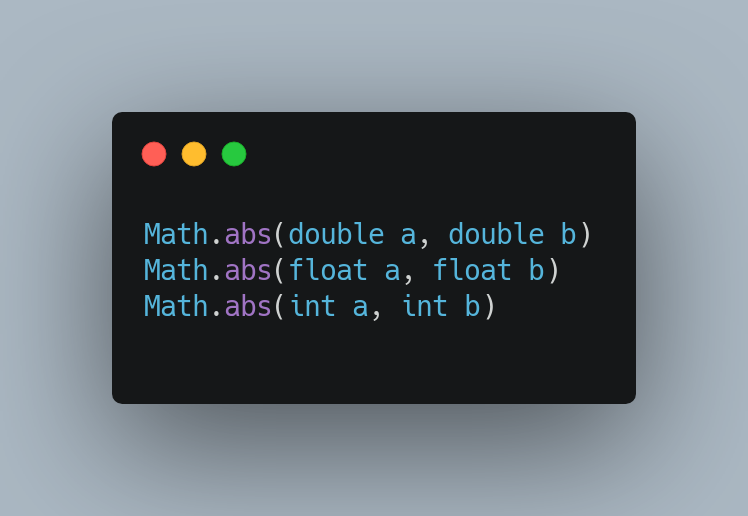 Math.abs(double a, double b)
Math.abs(float a, float b)
Math.abs(int a, int b)